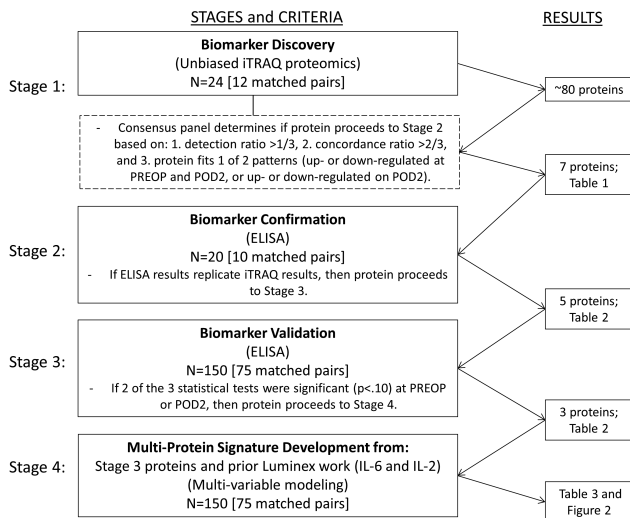 STAGES and CRITERIA
RESULTS
Stage 1:
Biomarker Discovery
(Unbiased iTRAQ proteomics)
N=24 [12 matched pairs]
~80 proteins
- Consensus panel determines if protein proceeds to Stage 2
based on: 1. detection ratio >1/3, 2. concordance ratio >2/3,
and 3. protein fits 1 of 2 patterns (up- or down-regulated at
PREOP and POD2, or up- or down-regulated on POD2).
7 proteins;
Table 1
Stage 2:
Biomarker Confirmation
(ELISA)
N=20 [10 matched pairs]
- If ELISA results replicate iTRAQ results, then protein proceeds
to Stage 3.
5 proteins;
Table 2
Stage 3:
Biomarker Validation
(ELISA)
N=150 [75 matched pairs]
- If 2 of the 3 statistical tests were significant (p<.10) at PREOP
or POD2, then protein proceeds to Stage 4.
3 proteins;
Table 2
Stage 4:
Multi-Protein Signature Development from:
Stage 3 proteins and prior Luminex work (IL-6 and IL-2)
(Multi-variable modeling)
N=150 [75 matched pairs]
Table 3 and
Figure 2